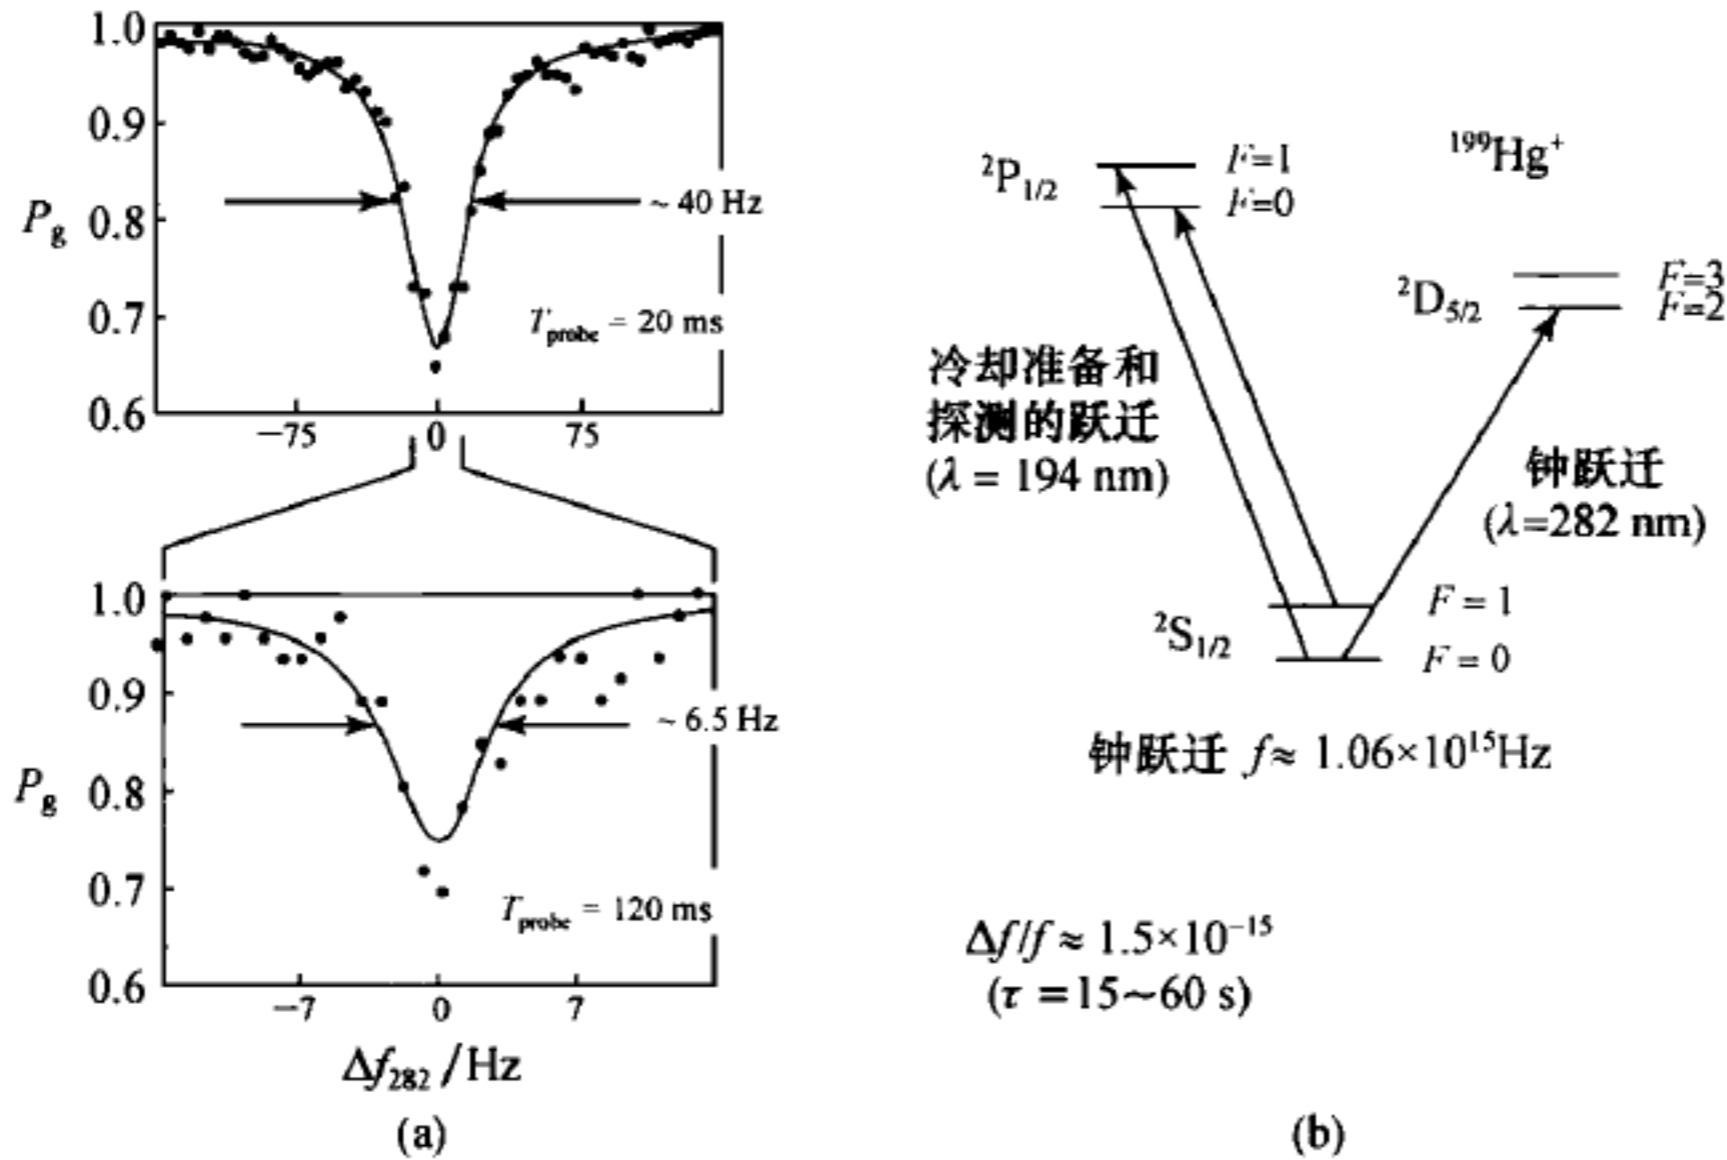 1.0
0.9
0.8
0.7
0.6
P_g
~ 40 Hz
T_probe = 20 ms
−75 0 75
1.0
0.9
0.8
0.7
0.6
P_g
~ 6.5 Hz
T_probe = 120 ms
−7 0 7
Δf₂₈₂ /Hz
(a)
¹⁹⁹Hg⁺
²P₁/₂
F=1
F=0
²D₅/₂
F=3
F=2
冷却准备和
探测的跃迁
(λ = 194 nm)
钟跃迁
(λ=282 nm)
²S₁/₂
F = 1
F = 0
钟跃迁 f≈ 1.06×10¹⁵Hz
Δf/f ≈ 1.5×10⁻¹⁵
(τ =15~60 s)
(b)